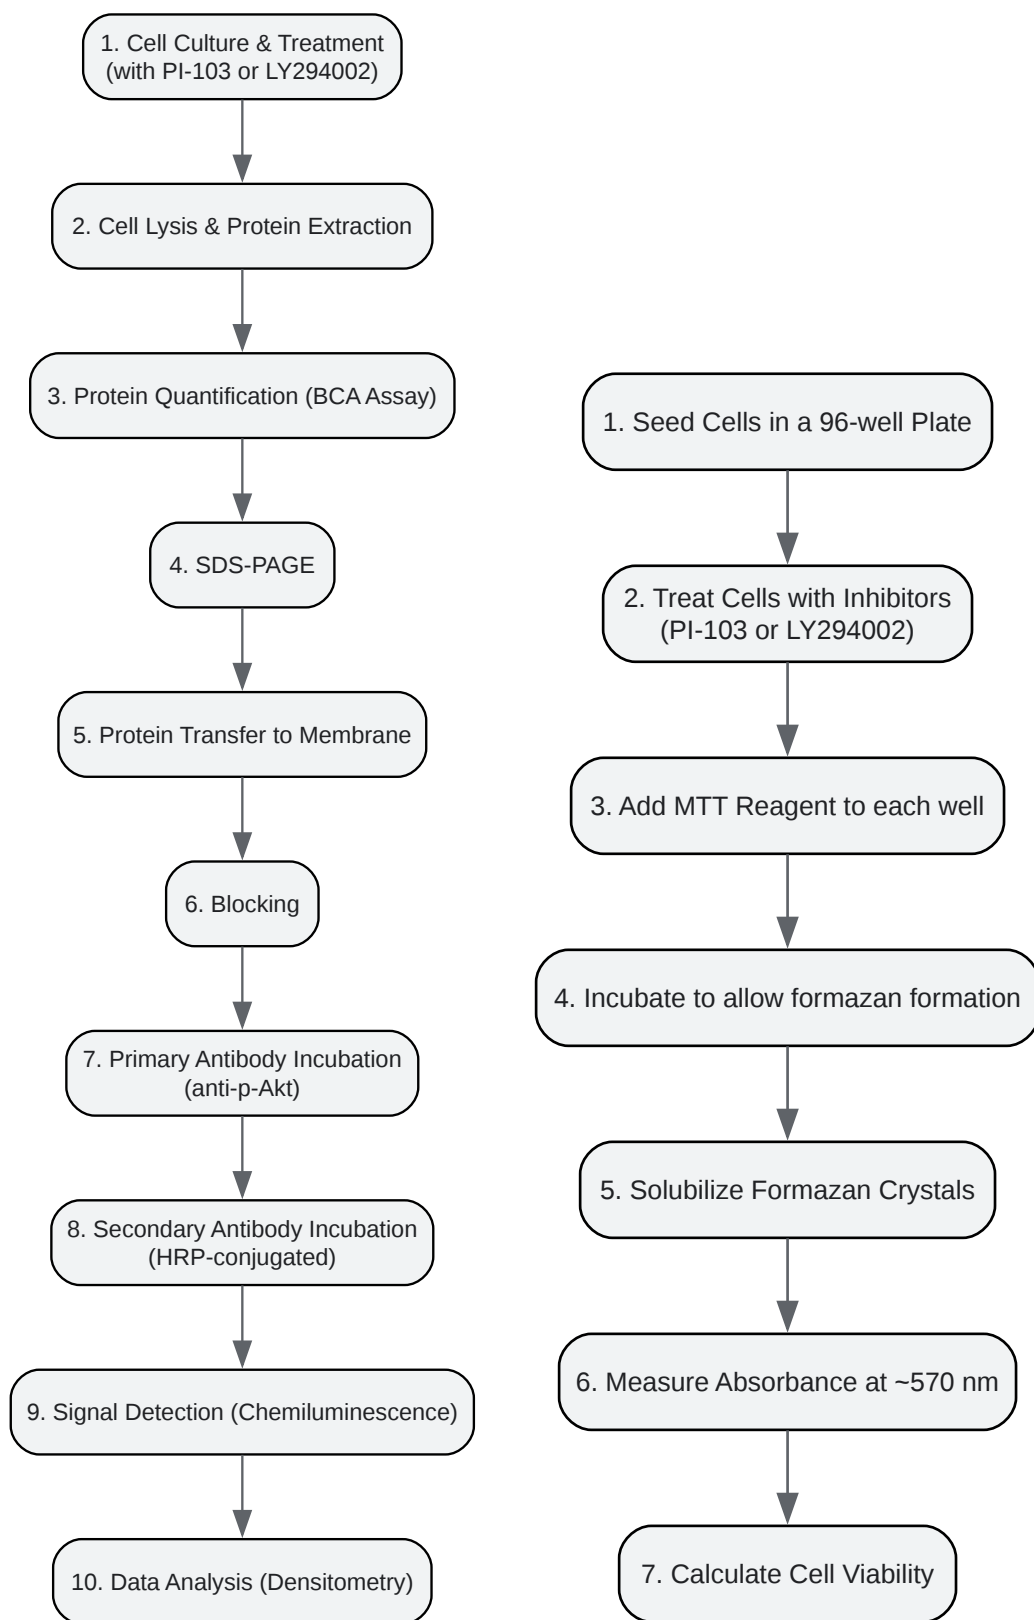 1. Cell Culture & Treatment
(with PI-103 or LY294002)
2. Cell Lysis & Protein Extraction
3. Protein Quantification (BCA Assay)
4. SDS-PAGE
5. Protein Transfer to Membrane
6. Blocking
7. Primary Antibody Incubation
(anti-p-Akt)
8. Secondary Antibody Incubation
(HRP-conjugated)
9. Signal Detection (Chemiluminescence)
10. Data Analysis (Densitometry)
1. Seed Cells in a 96-well Plate
2. Treat Cells with Inhibitors
(PI-103 or LY294002)
3. Add MTT Reagent to each well
4. Incubate to allow formazan formation
5. Solubilize Formazan Crystals
6. Measure Absorbance at ~570 nm
7. Calculate Cell Viability